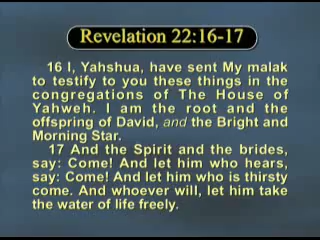 Revelation 22:16-17
16 I, Yahshua, have sent My malak
to testify to you these things in the
congregations of The House of
Yahweh. I am the root and the
offspring of David, and the Bright and
Morning Star.
17 And the Spirit and the brides,
say: Come! And let him who hears,
say: Come! And let him who is thirsty
come. And whoever will, let him take
the water of life freely.